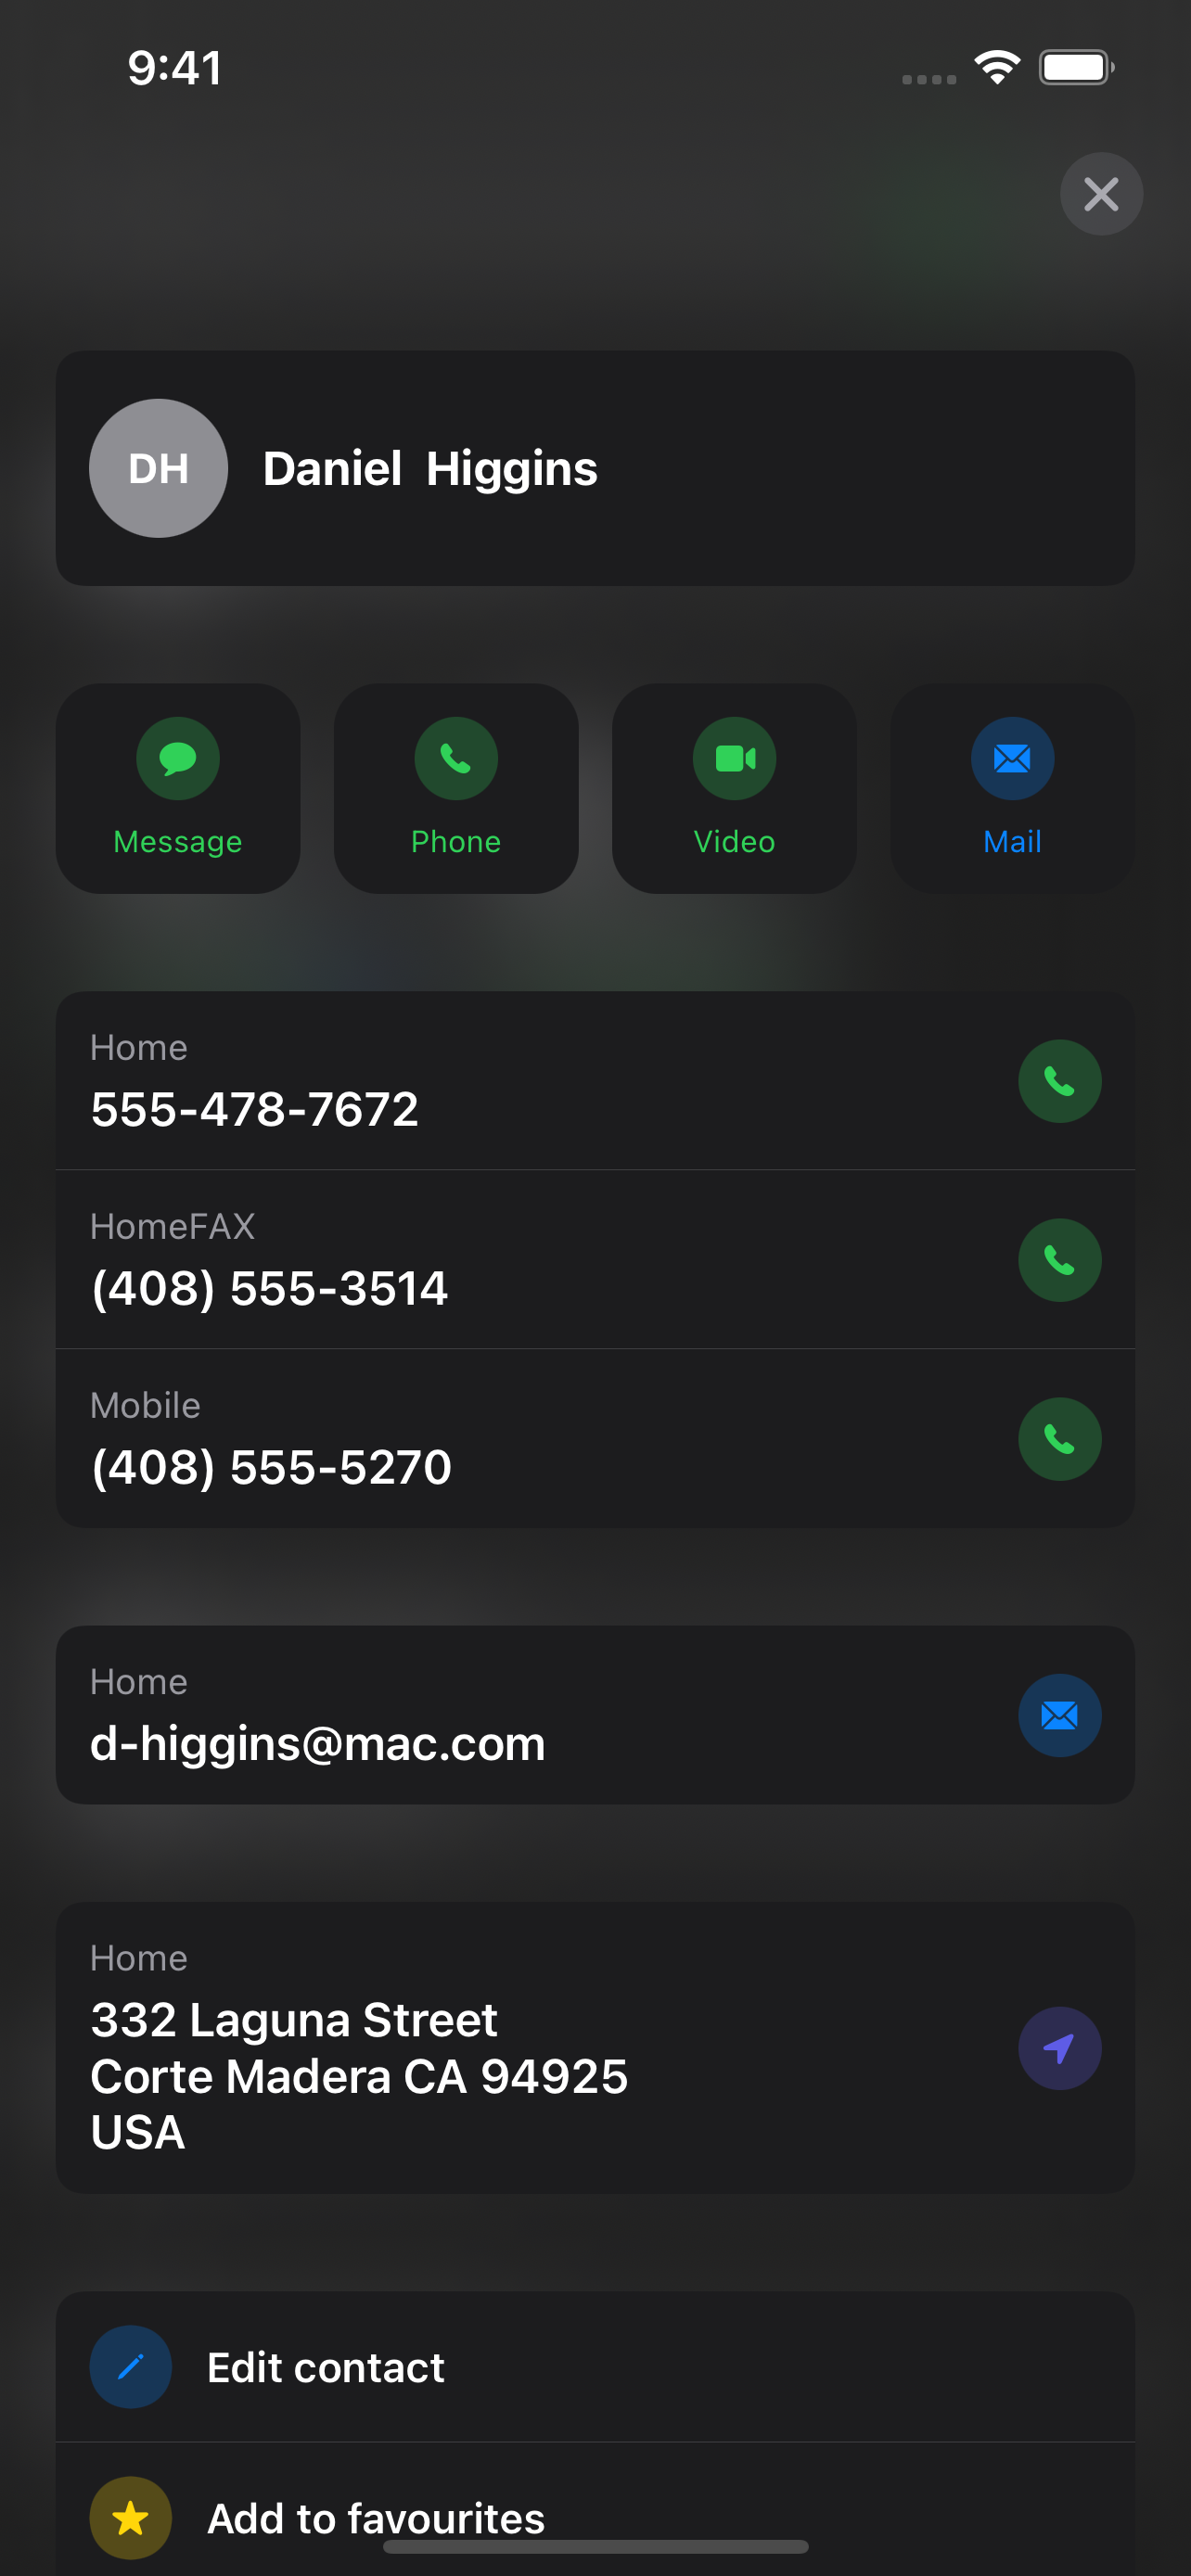 9:41
DH
Daniel  Higgins
Message
Phone
Video
Mail
Home
555-478-7672
HomeFAX
(408) 555-3514
Mobile
(408) 555-5270
Home
d-higgins@mac.com
Home
332 Laguna Street
Corte Madera CA 94925
USA
Edit contact
Add to favourites